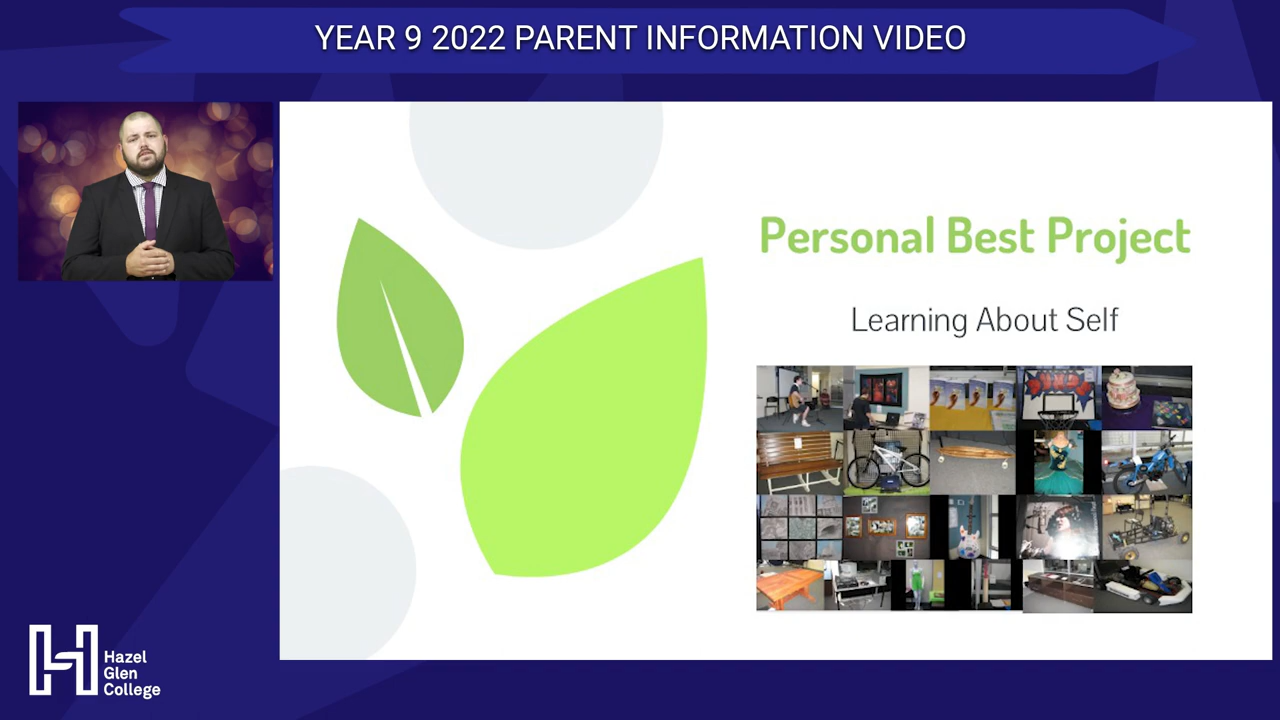 YEAR 9 2022 PARENT INFORMATION VIDEO
Personal Best Project
Learning About Self
Hazel
Glen
College